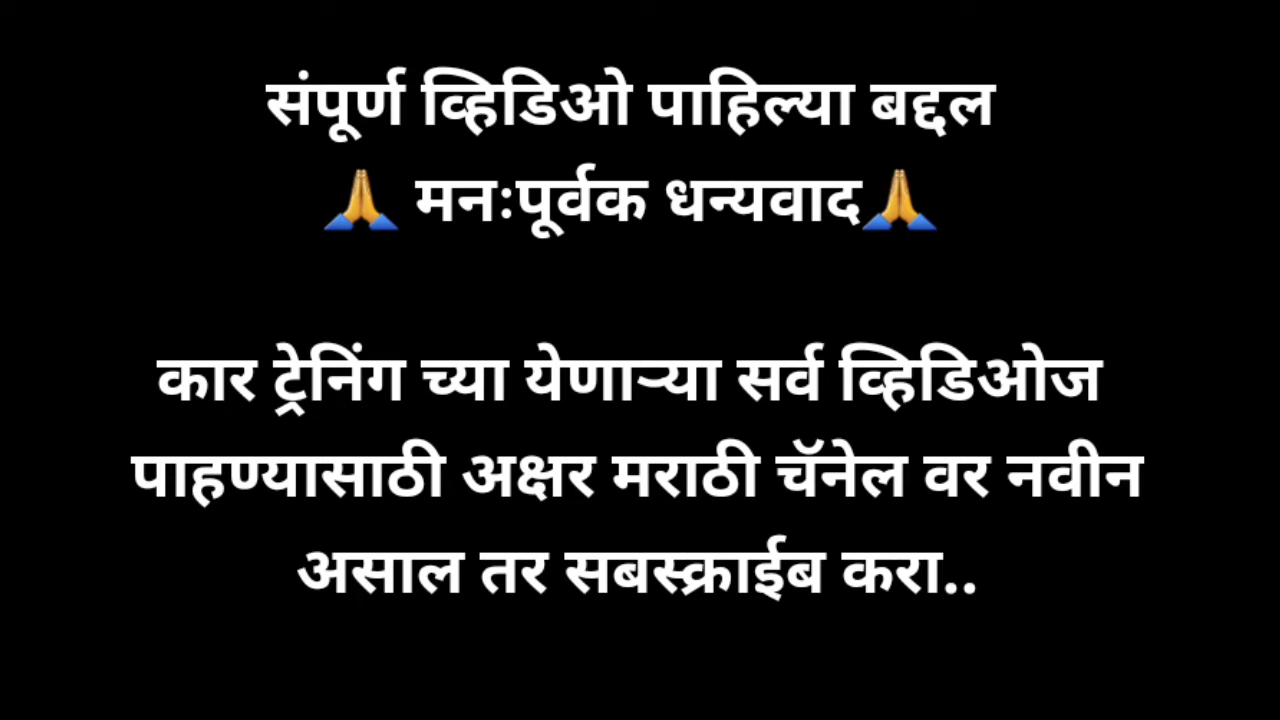 संपूर्ण व्हिडिओ पाहिल्या बद्दल
🙏 मनःपूर्वक धन्यवाद🙏
कार ट्रेनिंग च्या येणाऱ्या सर्व व्हिडिओज
पाहण्यासाठी अक्षर मराठी चॅनेल वर नवीन
असाल तर सबस्क्राईब करा..